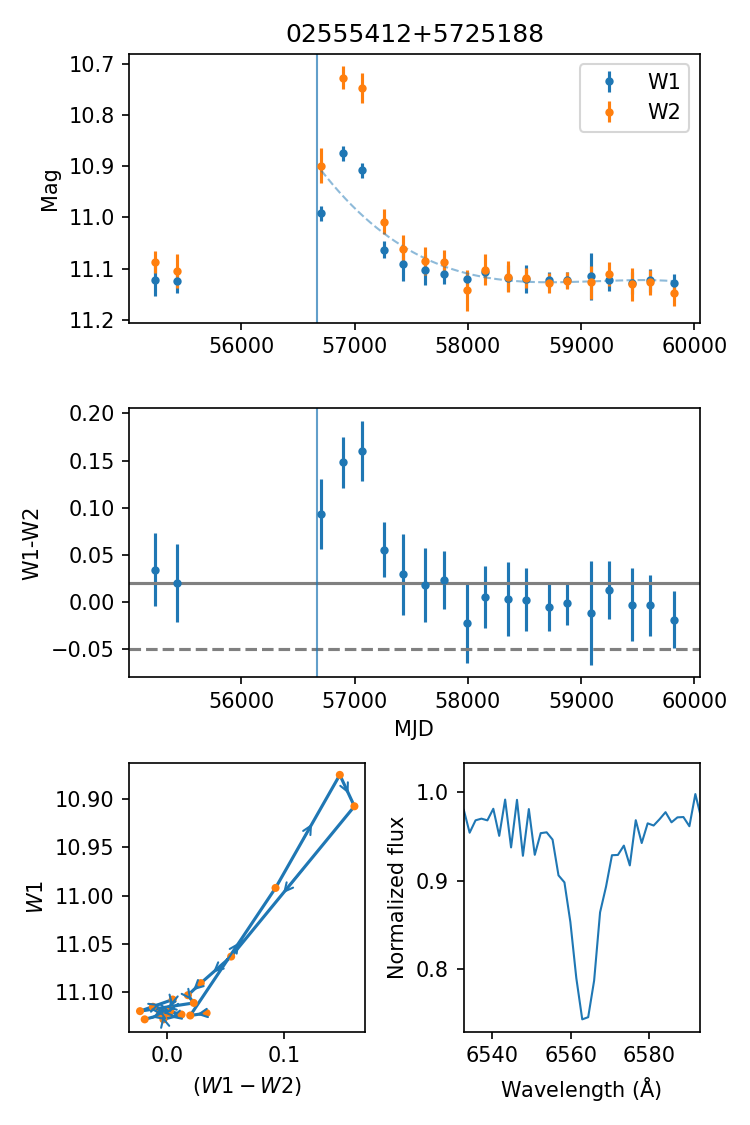 02555412+5725188
W1
W2
Mag
10.7
10.8
10.9
11.0
11.1
11.2
56000 57000 58000 59000 60000
W1-W2
0.20
0.15
0.10
0.05
0.00
−0.05
56000 57000 58000 59000 60000
MJD
W1
10.90
10.95
11.00
11.05
11.10
0.0 0.1
(W1 − W2)
Normalized flux
1.0
0.9
0.8
6540 6560 6580
Wavelength (Å)